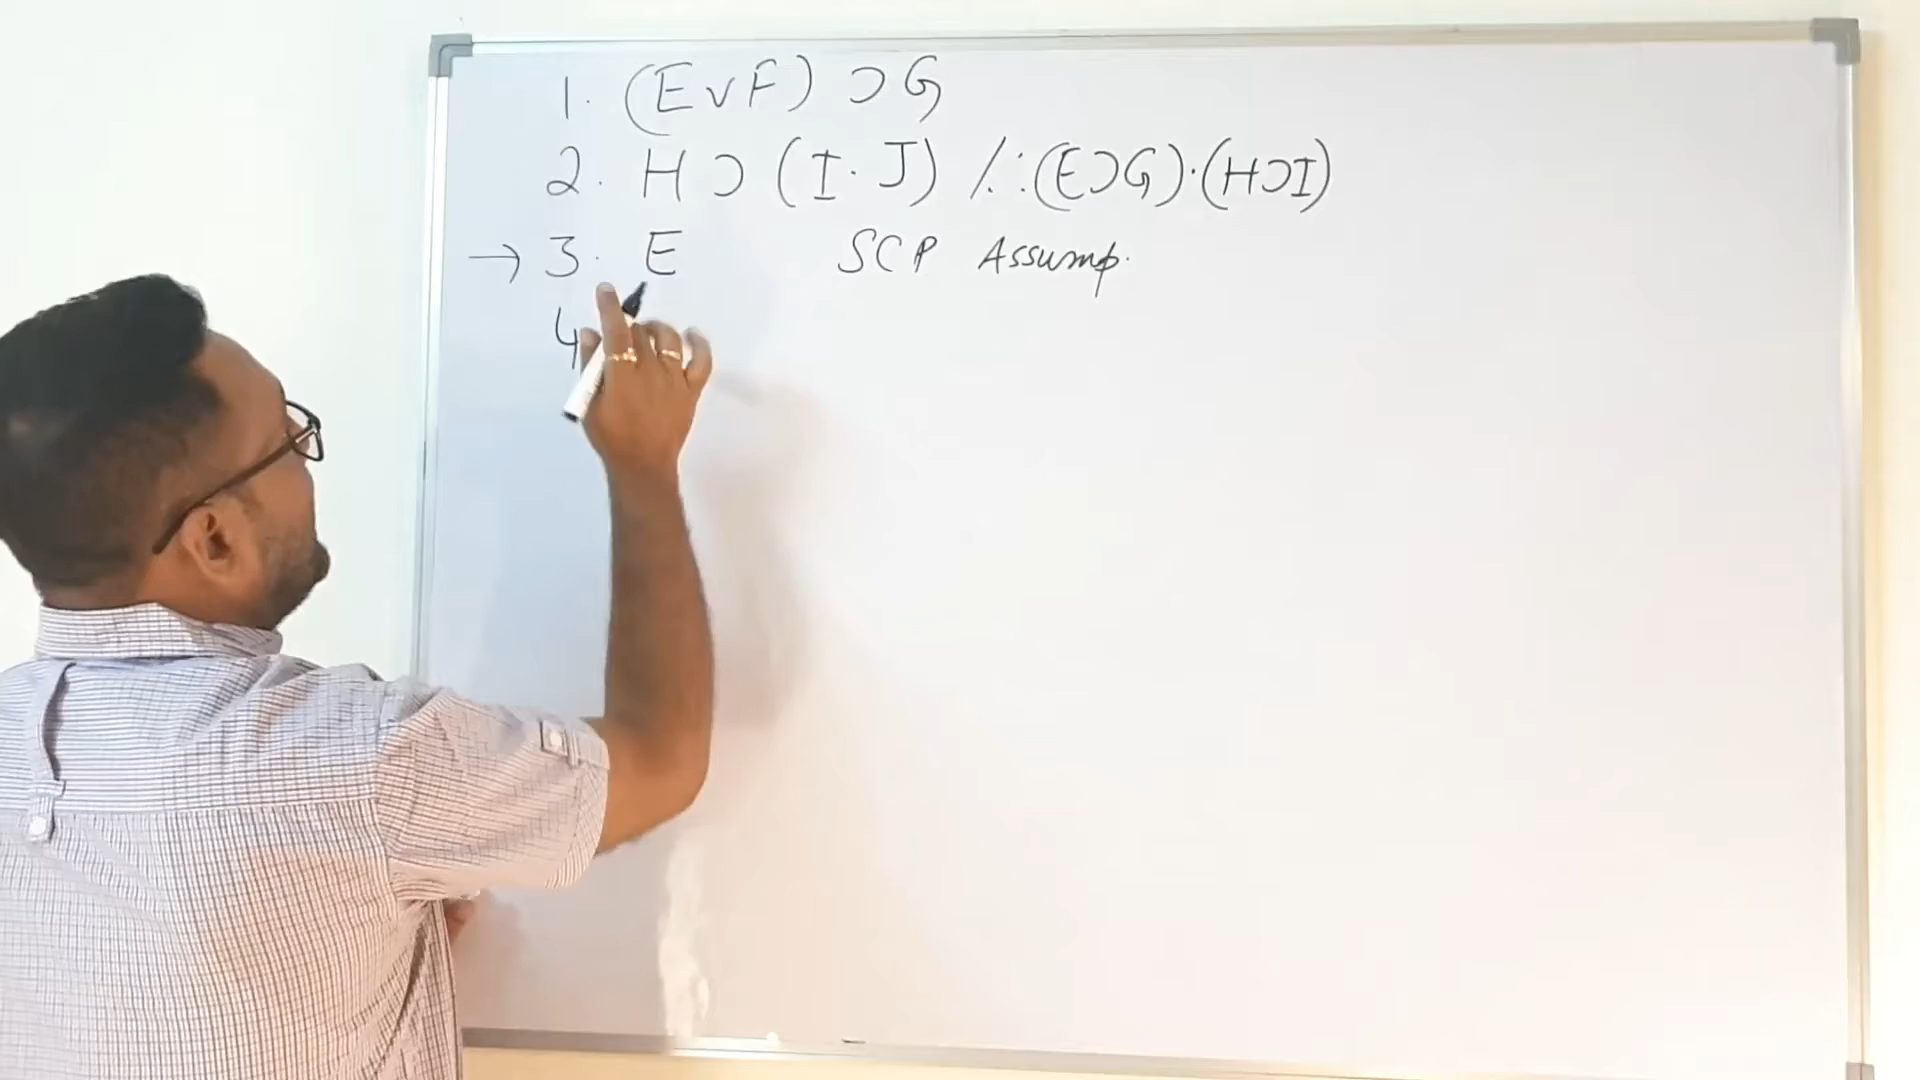 1. (E v F) ⊃ G
2. H ⊃ (I · J) /∴ (E ⊃ G) · (H ⊃ I)
→ 3. E SCP Assump.
4